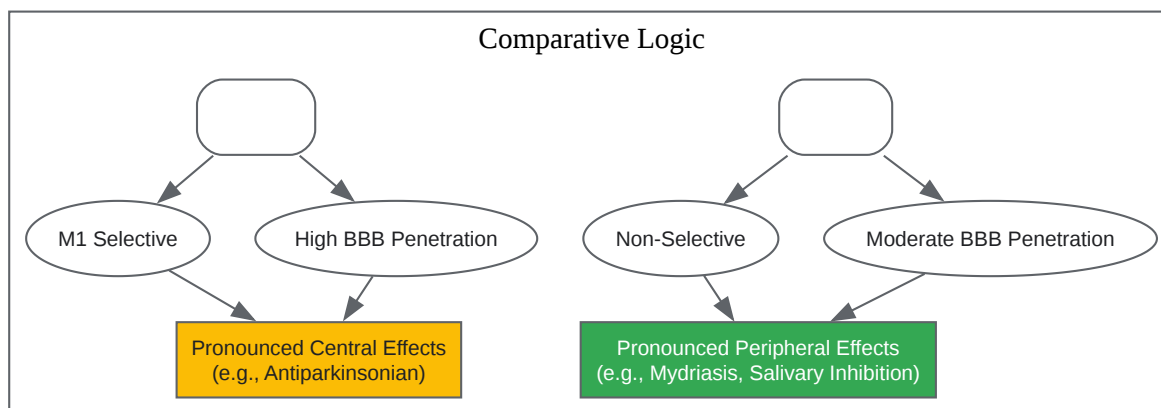 Comparative Logic
M1 Selective
High BBB Penetration
Non-Selective
Moderate BBB Penetration
Pronounced Central Effects
(e.g., Antiparkinsonian)
Pronounced Peripheral Effects
(e.g., Mydriasis, Salivary Inhibition)